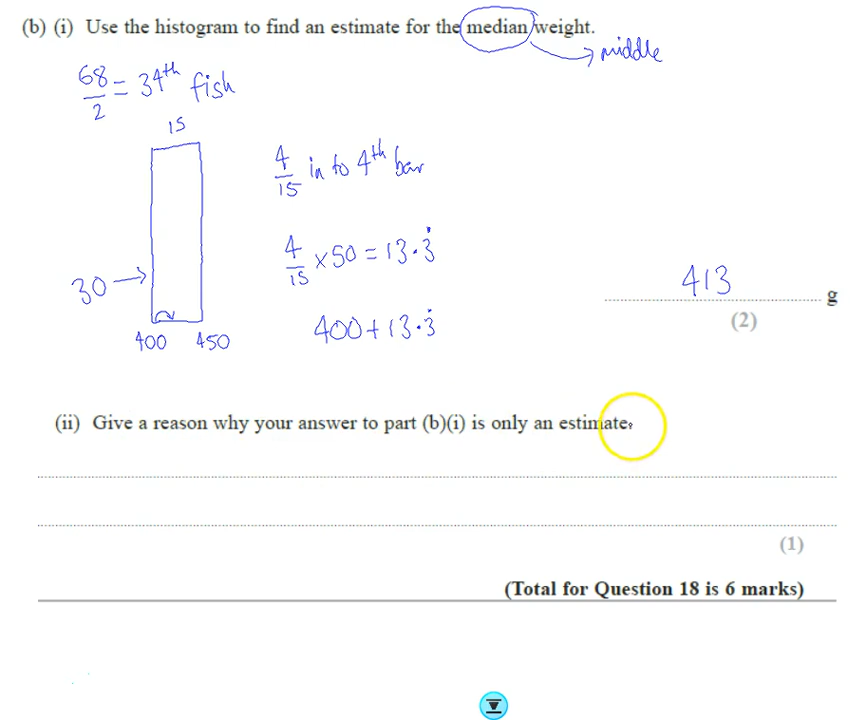 (b) (i) Use the histogram to find an estimate for the median weight.
middle
68/2 = 34th fish
15
4/15 in to 4th bar
4/15 × 50 = 13.3̇
30 →
413 g
(2)
400 + 13.3̇
400 450
(ii) Give a reason why your answer to part (b)(i) is only an estimate.
(1)
(Total for Question 18 is 6 marks)